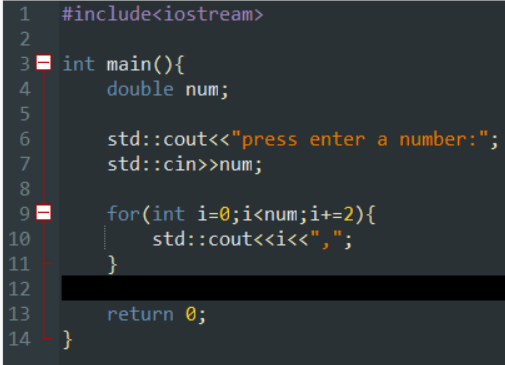 1 #include<iostream>
2
3 int main(){
4     double num;
5
6     std::cout<<"press enter a number:";
7     std::cin>>num;
8
9     for(int i=0;i<num;i+=2){
10         std::cout<<i<<",";
11     }
12
13     return 0;
14 }